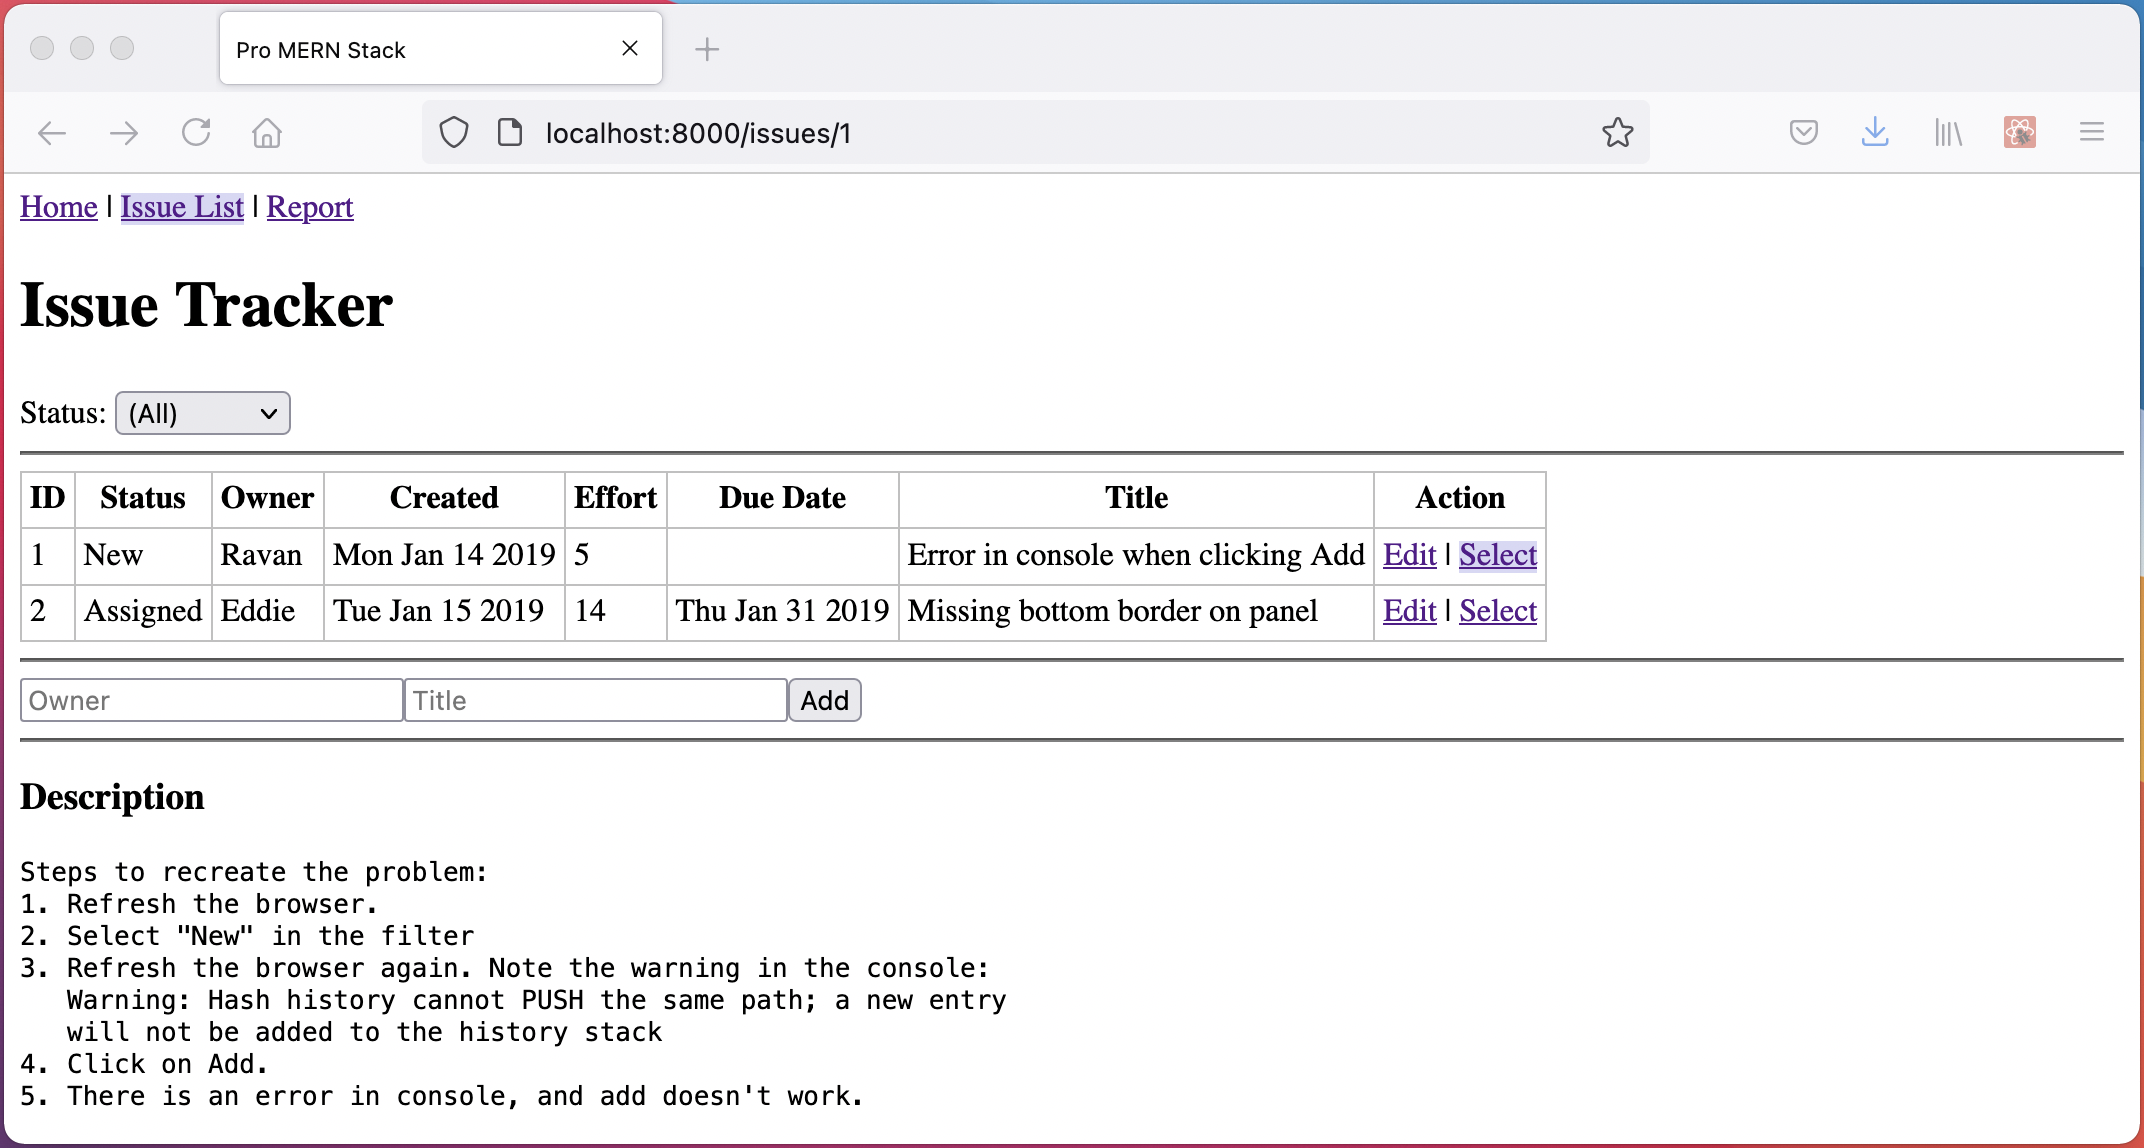 Pro MERN Stack
localhost:8000/issues/1
Home | Issue List | Report
Issue Tracker
Status: (All)
ID Status Owner Created Effort Due Date Title Action
1 New Ravan Mon Jan 14 2019 5 Error in console when clicking Add Edit | Select
2 Assigned Eddie Tue Jan 15 2019 14 Thu Jan 31 2019 Missing bottom border on panel Edit | Select
Owner Title Add
Description
Steps to recreate the problem:
1. Refresh the browser.
2. Select "New" in the filter
3. Refresh the browser again. Note the warning in the console:
Warning: Hash history cannot PUSH the same path; a new entry
will not be added to the history stack
4. Click on Add.
5. There is an error in console, and add doesn't work.